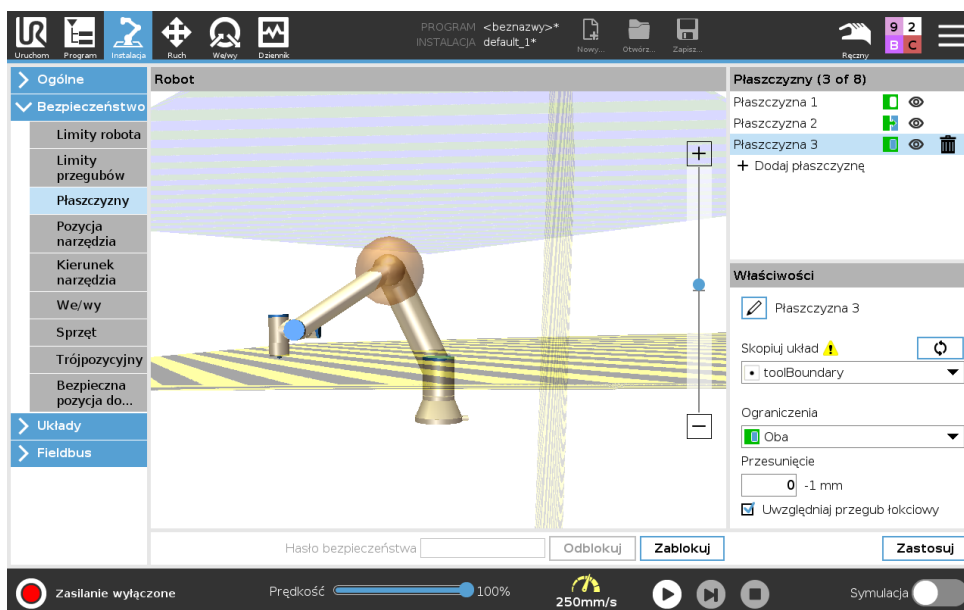 PROGRAM <beznazwy>*
INSTALACJA default_1*
Uruchom Program Instalacja Ruch We/wy Dziennik Nowy... Otwórz... Zapisz... Ręczny
9 2
B C
Ogólne
Bezpieczeństwo
Limity robota
Limity
przegubów
Płaszczyzny
Pozycja
narzędzia
Kierunek
narzędzia
We/wy
Sprzęt
Trójpozycyjny
Bezpieczna
pozycja do...
Układy
Fieldbus
Robot
Hasło bezpieczeństwa Odblokuj Zablokuj
Płaszczyzny (3 of 8)
Płaszczyzna 1
Płaszczyzna 2
Płaszczyzna 3
+ Dodaj płaszczyznę
Właściwości
Płaszczyzna 3
Skopiuj układ
toolBoundary
Ograniczenia
Oba
Przesunięcie
0 -1 mm
Uwzględniaj przegub łokciowy
Zastosuj
Zasilanie wyłączone Prędkość 100% 250mm/s Symulacja